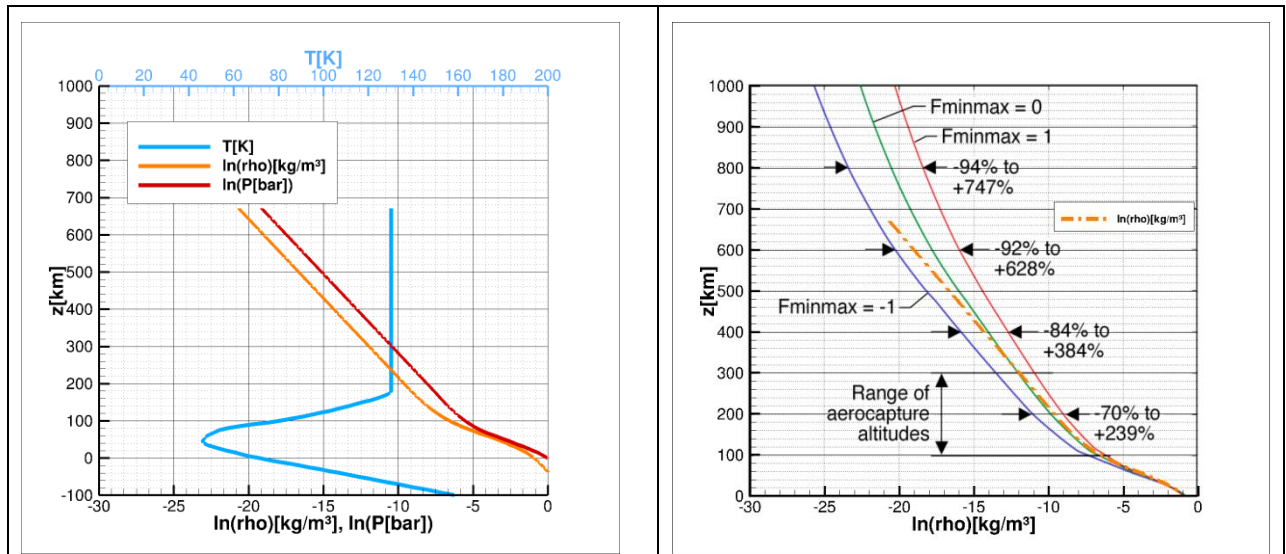 T[K]
0 20 40 60 80 100 120 140 160 180 200
1000
900
800
700
600
500
400
300
200
100
0
-100
z[km]
T[K]
ln(rho)[kg/m³]
ln(P[bar])
-30 -25 -20 -15 -10 -5 0
ln(rho)[kg/m³], ln(P[bar])
1000
900
800
700
600
500
400
300
200
100
0
z[km]
Fminmax = 0
Fminmax = 1
-94% to
+747%
ln(rho)[kg/m³]
-92% to
+628%
Fminmax = -1
-84% to
+384%
Range of
aerocapture
altitudes
-70% to
+239%
-30 -25 -20 -15 -10 -5 0
ln(rho)[kg/m³]